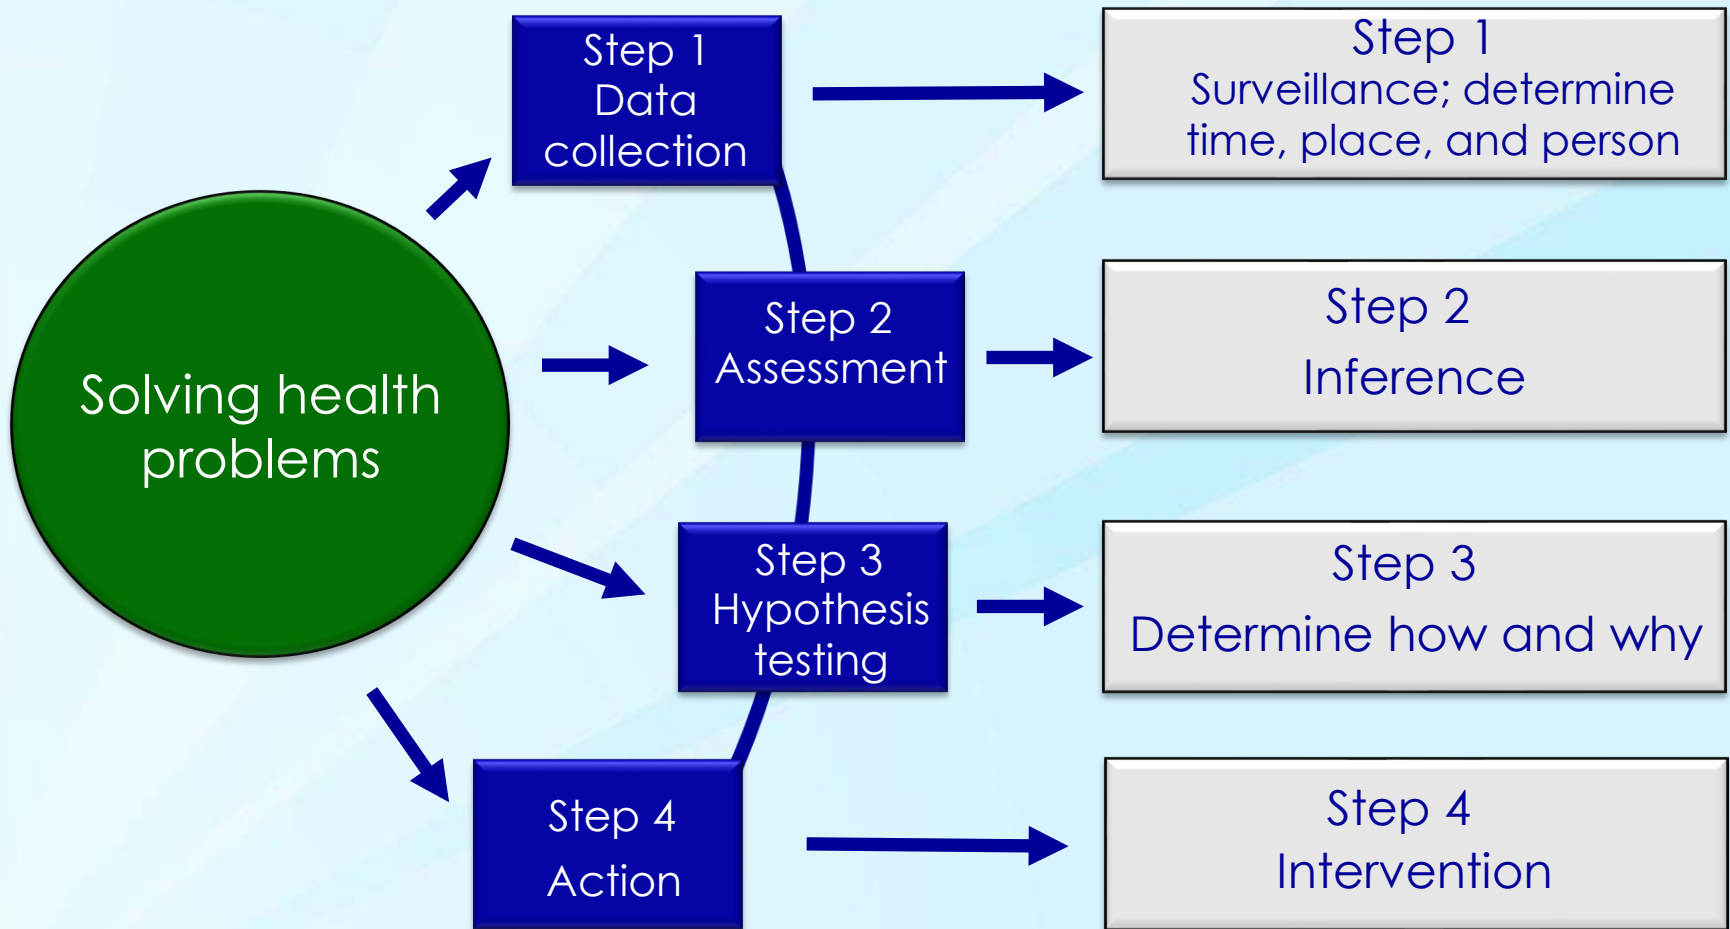 Solving health
problems
Step 1
Data
collection
Step 1
Surveillance; determine
time, place, and person
Step 2
Assessment
Step 2
Inference
Step 3
Hypothesis
testing
Step 3
Determine how and why
Step 4
Action
Step 4
Intervention